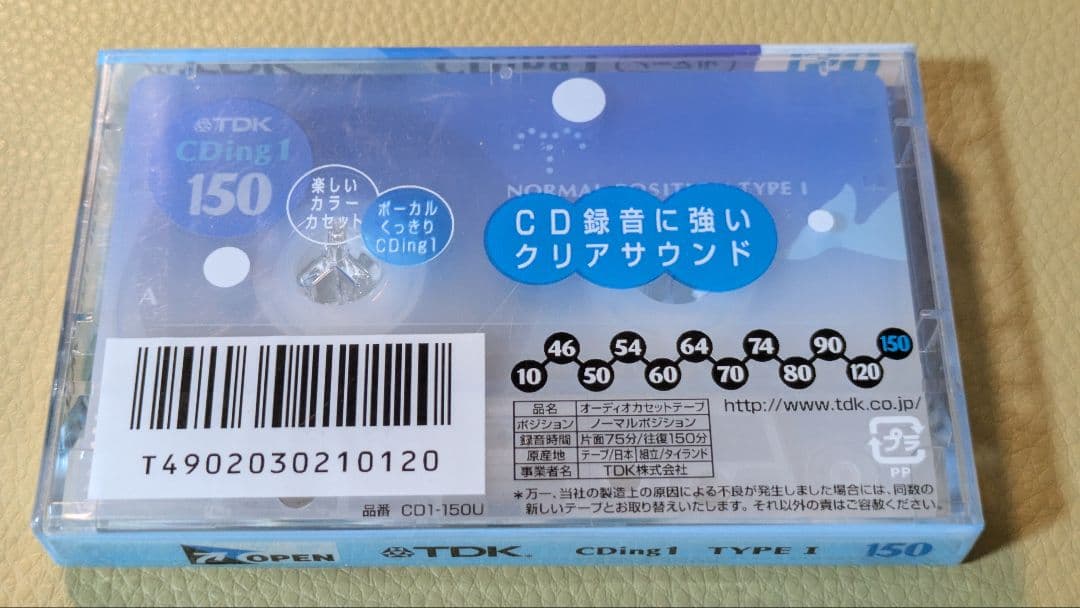 TDK
CDing1
150
楽しい
カラー
カセット
ボーカル
くっきり
CDing1
NORMAL POSITION TYPE I
CD録音に強い
クリアサウンド
A
46 54 64 74 90 150
10 50 60 70 80 120
T4902030210120
品名 オーディオカセットテープ
ポジション ノーマルポジション
録音時間 片面75分/往復150分
原産地 テープ/日本 組立/タイランド
事業者名 TDK株式会社
http://www.tdk.co.jp/
プラ
PP
*万一、当社の製造上の原因による不良が発生しました場合には、同数の
新しいテープとお取り替えいたします。それ以外の責はご容赦ください。
品番 CD1-150U
OPEN TDK CDing1 TYPE I 150